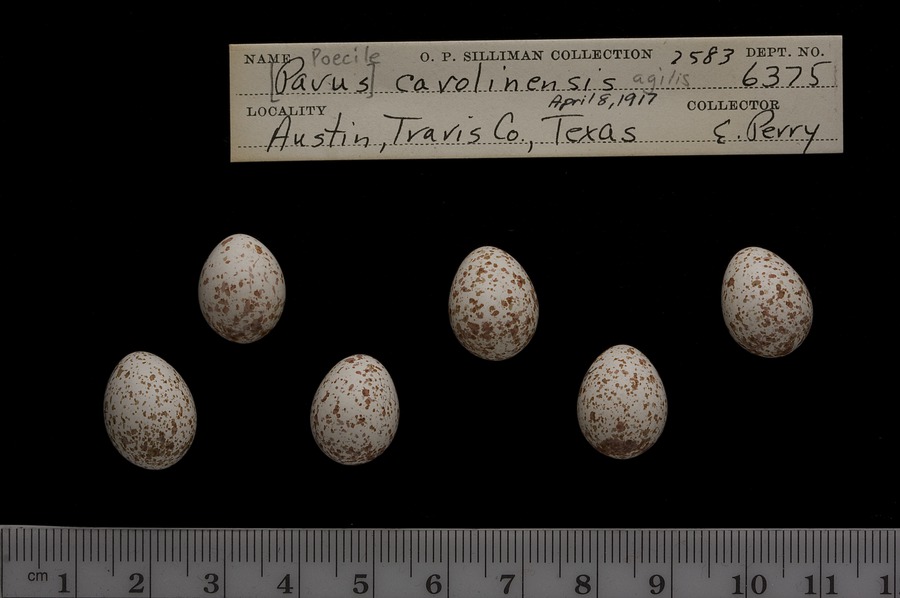 NAME Poecile O. P. SILLIMAN COLLECTION 2583 DEPT. NO.
[Parus] carolinensis agilis 6375
LOCALITY April 8, 1917 COLLECTOR
Austin, Travis Co., Texas E. Perry
cm 1 2 3 4 5 6 7 8 9 10 11 1